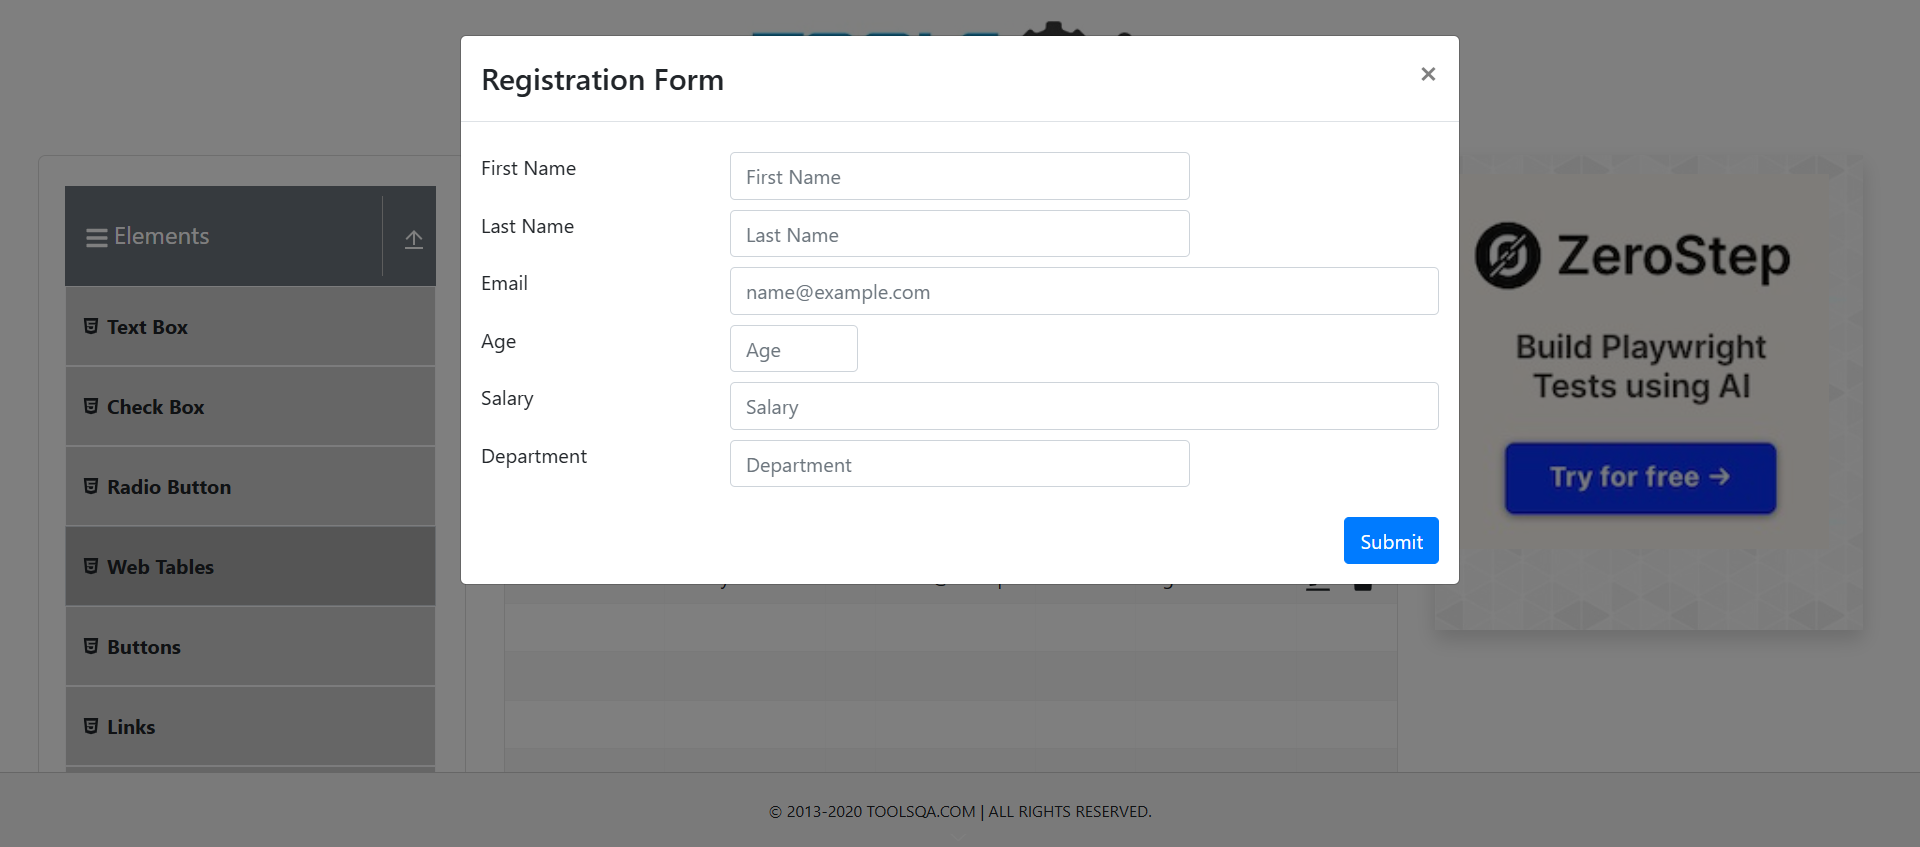 Registration Form
×
First Name
First Name
Last Name
Last Name
Email
name@example.com
Age
Age
Salary
Salary
Department
Department
Submit
Elements
Text Box
Check Box
Radio Button
Web Tables
Buttons
Links
ZeroStep
Build Playwright
Tests using AI
Try for free →
© 2013-2020 TOOLSQA.COM | ALL RIGHTS RESERVED.